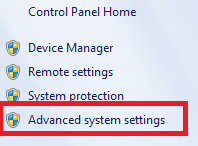 Control Panel Home
Device Manager
Remote settings
System protection
Advanced system settings